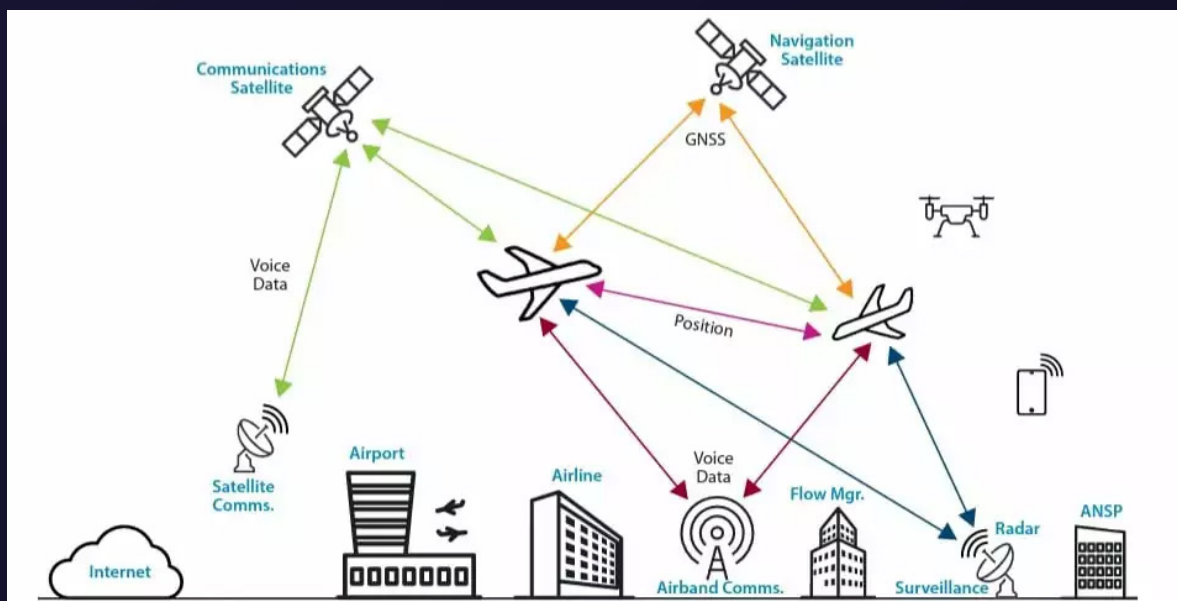 Communications
Satellite
Navigation
Satellite
GNSS
Voice
Data
Position
Satellite
Comms.
Airport
Airline
Voice
Data
Flow Mgr.
Radar
ANSP
Internet
Airband Comms.
Surveillance